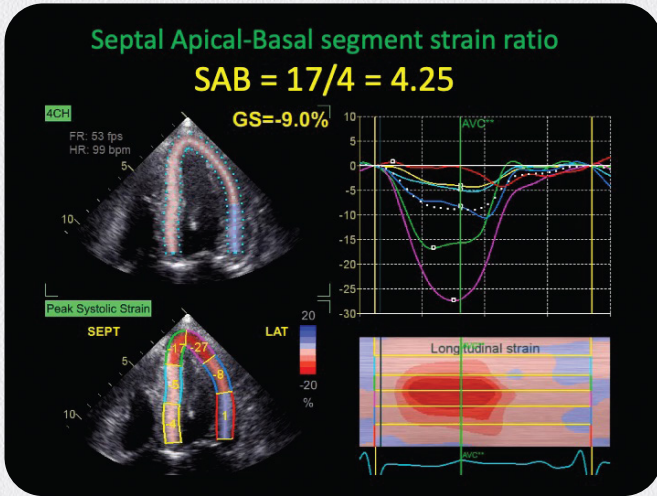 Septal Apical-Basal segment strain ratio
SAB = 17/4 = 4.25
4CH
GS=-9.0%
FR: 53 fps
HR: 99 bpm
5
10
AVC**
10
5
0
-5
-10
-15
-20
-25
-30
Peak Systolic Strain
SEPT
LAT
20
-20
%
5
10
-17
-27
-5
-8
-4
1
Longitudinal strain
AVC**